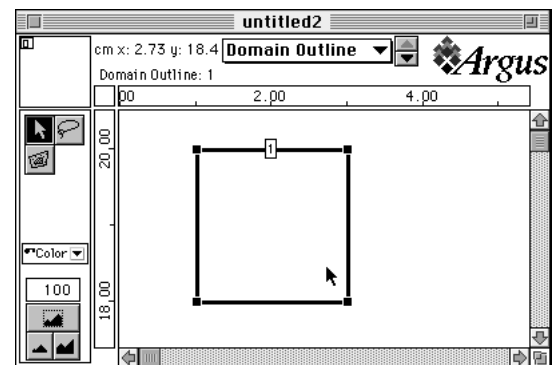 untitled2
cm x: 2.73 y: 18.4 Domain Outline
Argus
Domain Outline: 1
00 2.00 4.00
20.00
1
Color
100
18.00